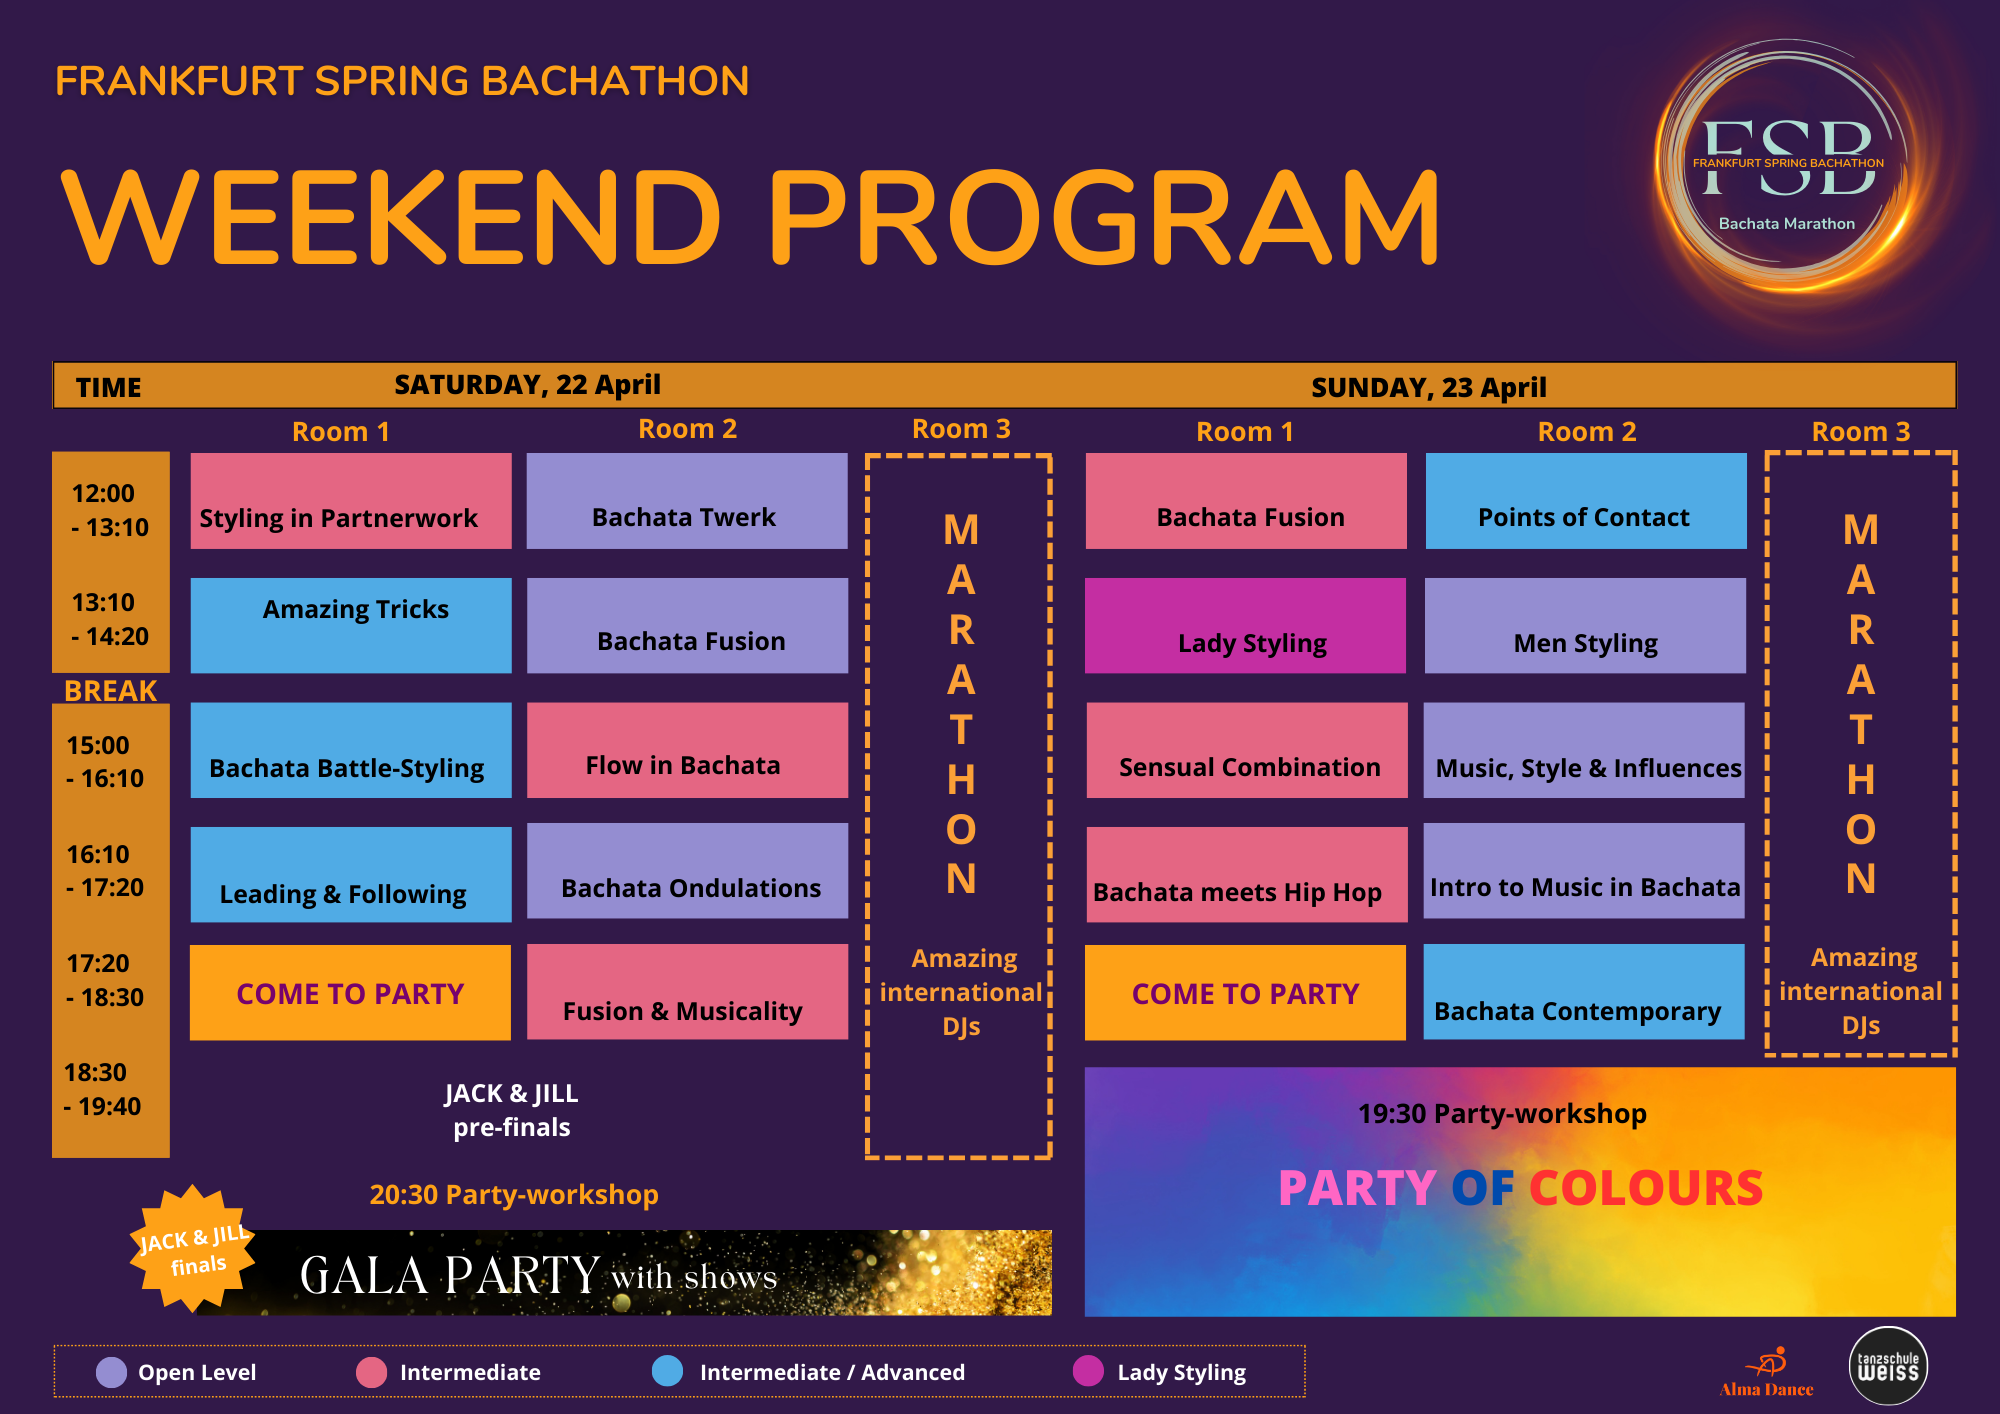 FRANKFURT SPRING BACHATHON
WEEKEND PROGRAM
FSB
FRANKFURT SPRING BACHATHON
Bachata Marathon
TIME
SATURDAY, 22 April
SUNDAY, 23 April
Room 1
Room 2
Room 3
Room 1
Room 2
Room 3
12:00
- 13:10
Styling in Partnerwork
Bachata Twerk
Bachata Fusion
Points of Contact
13:10
- 14:20
Amazing Tricks
Bachata Fusion
Lady Styling
Men Styling
BREAK
15:00
- 16:10
Bachata Battle-Styling
Flow in Bachata
Sensual Combination
Music, Style & Influences
16:10
- 17:20
Leading & Following
Bachata Ondulations
Bachata meets Hip Hop
Intro to Music in Bachata
17:20
- 18:30
COME TO PARTY
Fusion & Musicality
COME TO PARTY
Bachata Contemporary
18:30
- 19:40
JACK & JILL
pre-finals
M
A
R
A
T
H
O
N
Amazing
international
DJs
M
A
R
A
T
H
O
N
Amazing
international
DJs
20:30 Party-workshop
JACK & JILL
finals
GALA PARTY with shows
19:30 Party-workshop
PARTY OF COLOURS
Open Level
Intermediate
Intermediate / Advanced
Lady Styling
Alma Dance
tanzschule
weiss